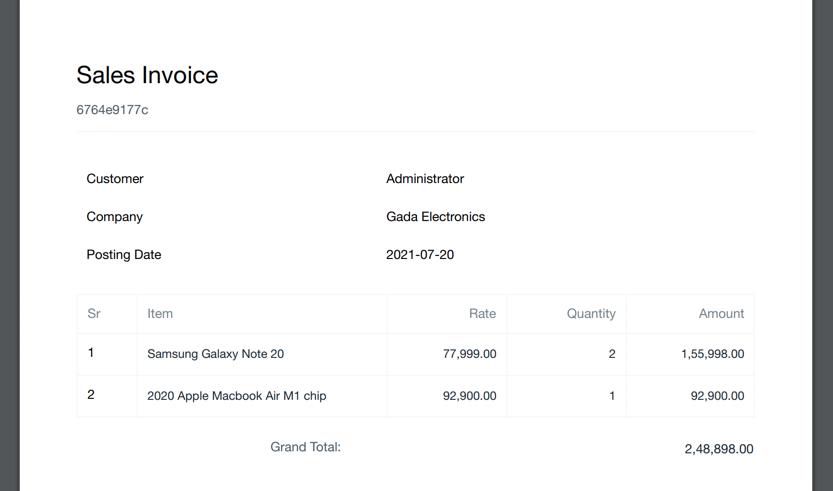 Sales Invoice
6764e9177c
Customer Administrator
Company Gada Electronics
Posting Date 2021-07-20
Sr Item Rate Quantity Amount
1 Samsung Galaxy Note 20 77,999.00 2 1,55,998.00
2 2020 Apple Macbook Air M1 chip 92,900.00 1 92,900.00
Grand Total: 2,48,898.00